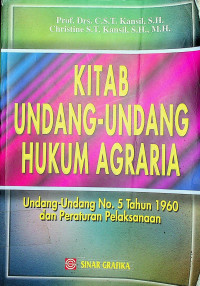 Prof. Drs. C.S.T. Kansil, S.H.
Christine S.T. Kansil, S.H., M.H.
KITAB
UNDANG-UNDANG
HUKUM AGRARIA
Undang-Undang No. 5 Tahun 1960
dan Peraturan Pelaksanaan
SINAR GRAFIKA